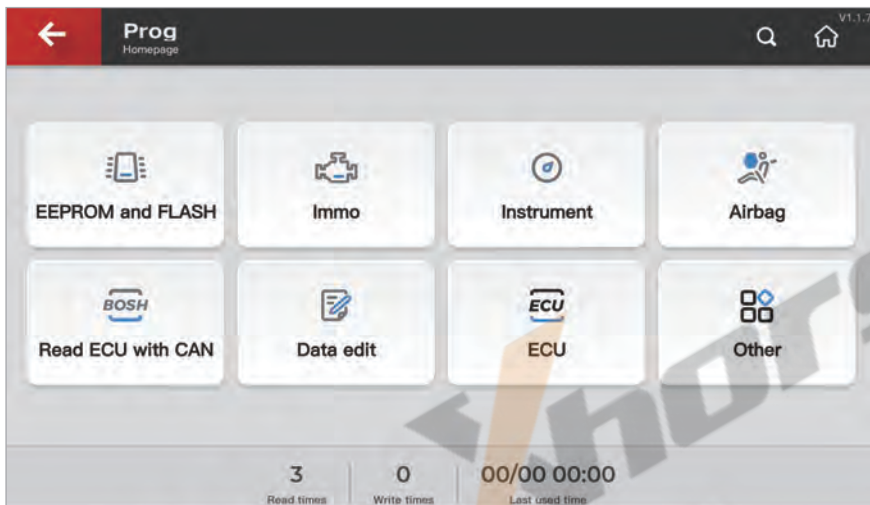 Prog
V1.1.7
Homepage
EEPROM and FLASH
Immo
Instrument
Airbag
BOSH
ECU
Read ECU with CAN
Data edit
ECU
Other
3
0
00/00 00:00
Read times
Write times
Last used time
Xhors